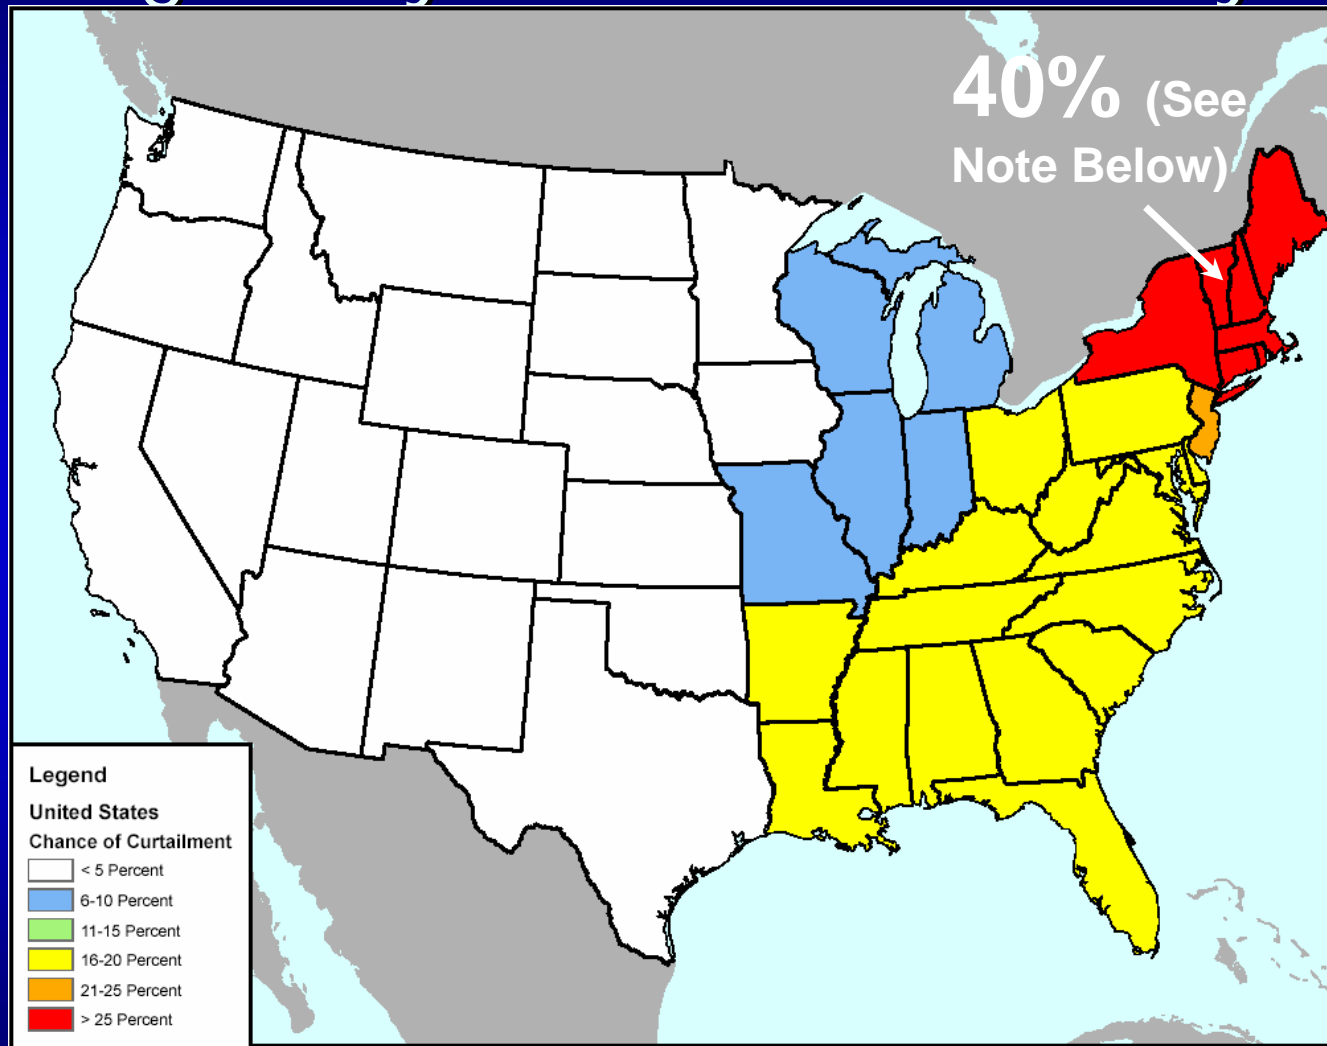 40% (See
Note Below)
Legend
United States
Chance of Curtailment
< 5 Percent
6-10 Percent
11-15 Percent
16-20 Percent
21-25 Percent
> 25 Percent